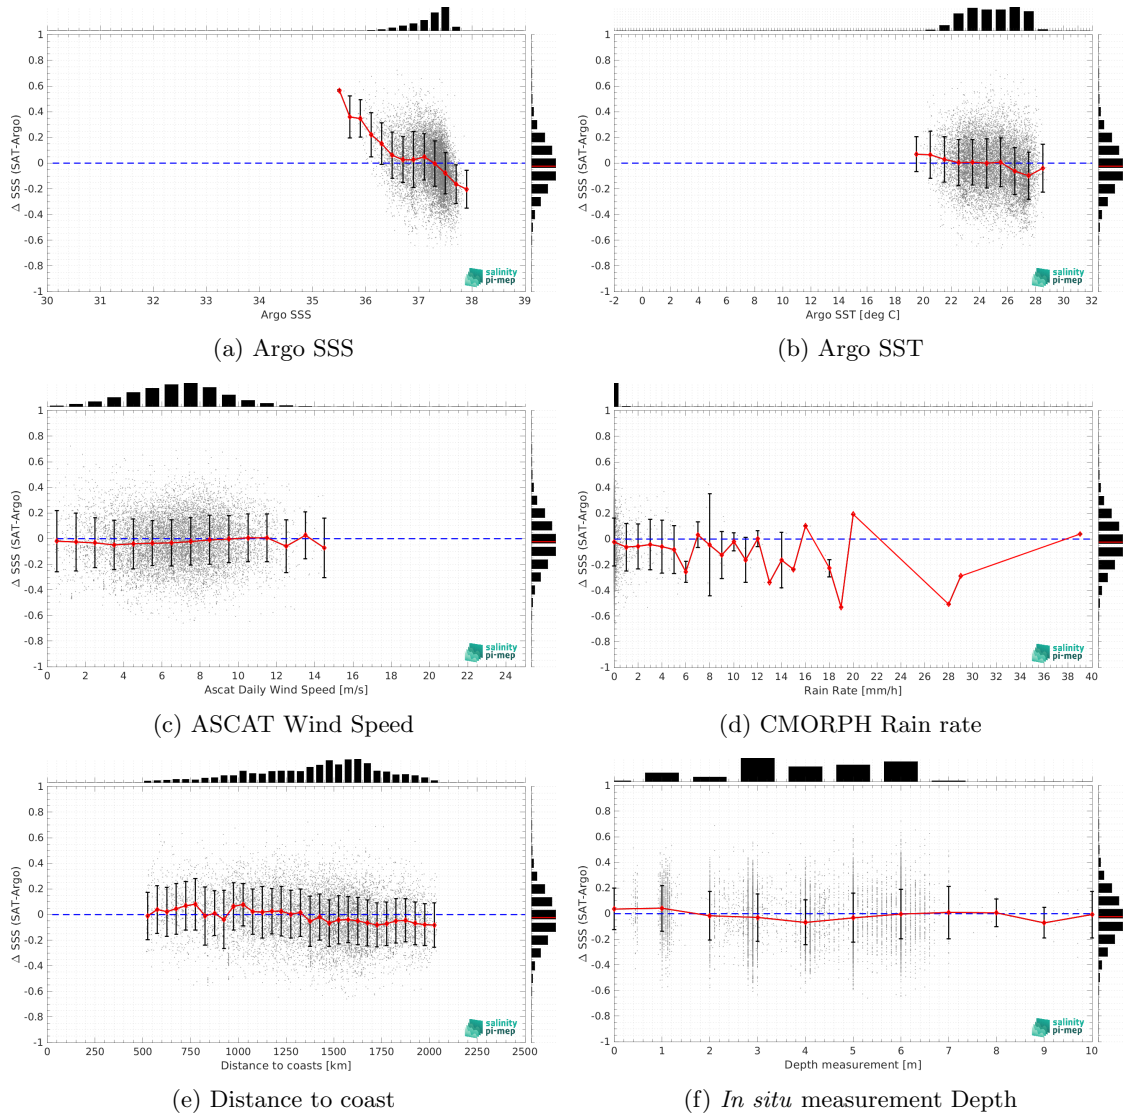 1
0.8
0.6
0.4
0.2
0
-0.2
-0.4
-0.6
-0.8
-1
Δ SSS (SAT-Argo)
30 31 32 33 34 35 36 37 38 39
Argo SSS
salinity
pi-mep
(a) Argo SSS
1
0.8
0.6
0.4
0.2
0
-0.2
-0.4
-0.6
-0.8
-1
Δ SSS (SAT-Argo)
-2 0 2 4 6 8 10 12 14 16 18 20 22 24 26 28 30 32
Argo SST [deg C]
salinity
pi-mep
(b) Argo SST
1
0.8
0.6
0.4
0.2
0
-0.2
-0.4
-0.6
-0.8
-1
Δ SSS (SAT-Argo)
0 2 4 6 8 10 12 14 16 18 20 22 24
Ascat Daily Wind Speed [m/s]
salinity
pi-mep
(c) ASCAT Wind Speed
1
0.8
0.6
0.4
0.2
0
-0.2
-0.4
-0.6
-0.8
-1
Δ SSS (SAT-Argo)
0 2 4 6 8 10 12 14 16 18 20 22 24 26 28 30 32 34 36 38 40
Rain Rate [mm/h]
salinity
pi-mep
(d) CMORPH Rain rate
1
0.8
0.6
0.4
0.2
0
-0.2
-0.4
-0.6
-0.8
-1
Δ SSS (SAT-Argo)
0 250 500 750 1000 1250 1500 1750 2000 2250 2500
Distance to coasts [km]
salinity
pi-mep
(e) Distance to coast
1
0.8
0.6
0.4
0.2
0
-0.2
-0.4
-0.6
-0.8
-1
Δ SSS (SAT-Argo)
0 1 2 3 4 5 6 7 8 9 10
Depth measurement [m]
salinity
pi-mep
(f) In situ measurement Depth